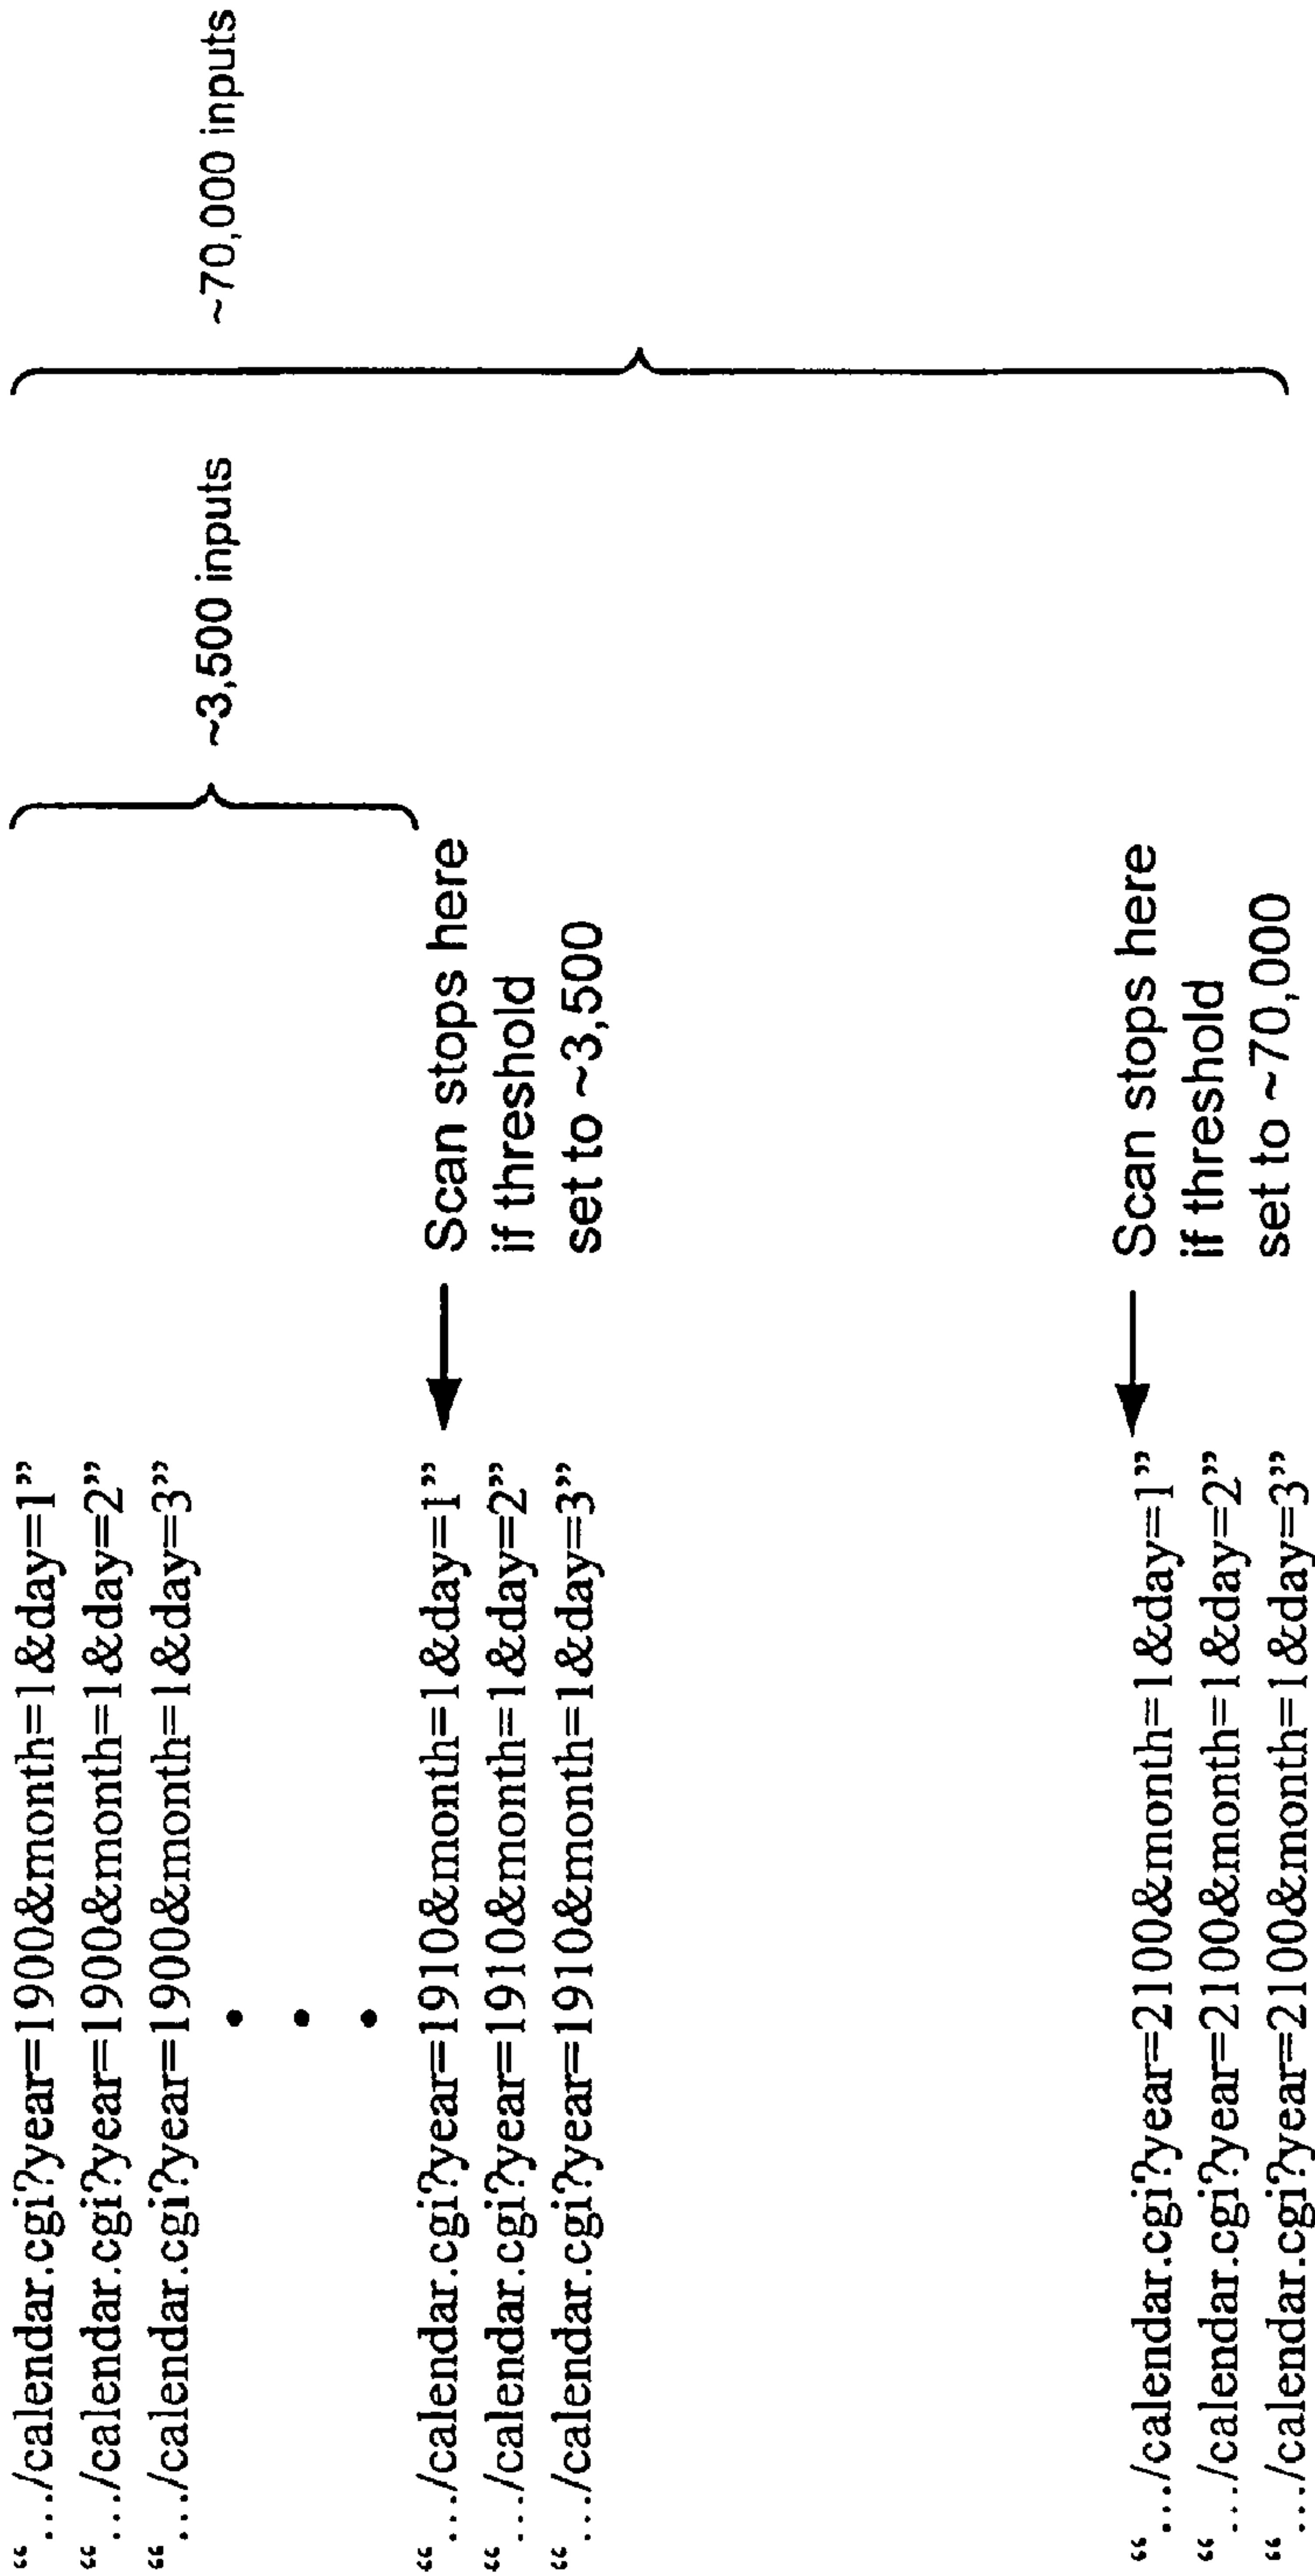 “…/calendar.cgi?year=1900&month=1&day=1”
“…/calendar.cgi?year=1900&month=1&day=2”
“…/calendar.cgi?year=1900&month=1&day=3”
~3,500 inputs
~70,000 inputs
“…/calendar.cgi?year=1910&month=1&day=1”
“…/calendar.cgi?year=1910&month=1&day=2”
“…/calendar.cgi?year=1910&month=1&day=3”
Scan stops here
if threshold
set to ~3,500
“…/calendar.cgi?year=2100&month=1&day=1”
“…/calendar.cgi?year=2100&month=1&day=2”
“…/calendar.cgi?year=2100&month=1&day=3”
Scan stops here
if threshold
set to ~70,000